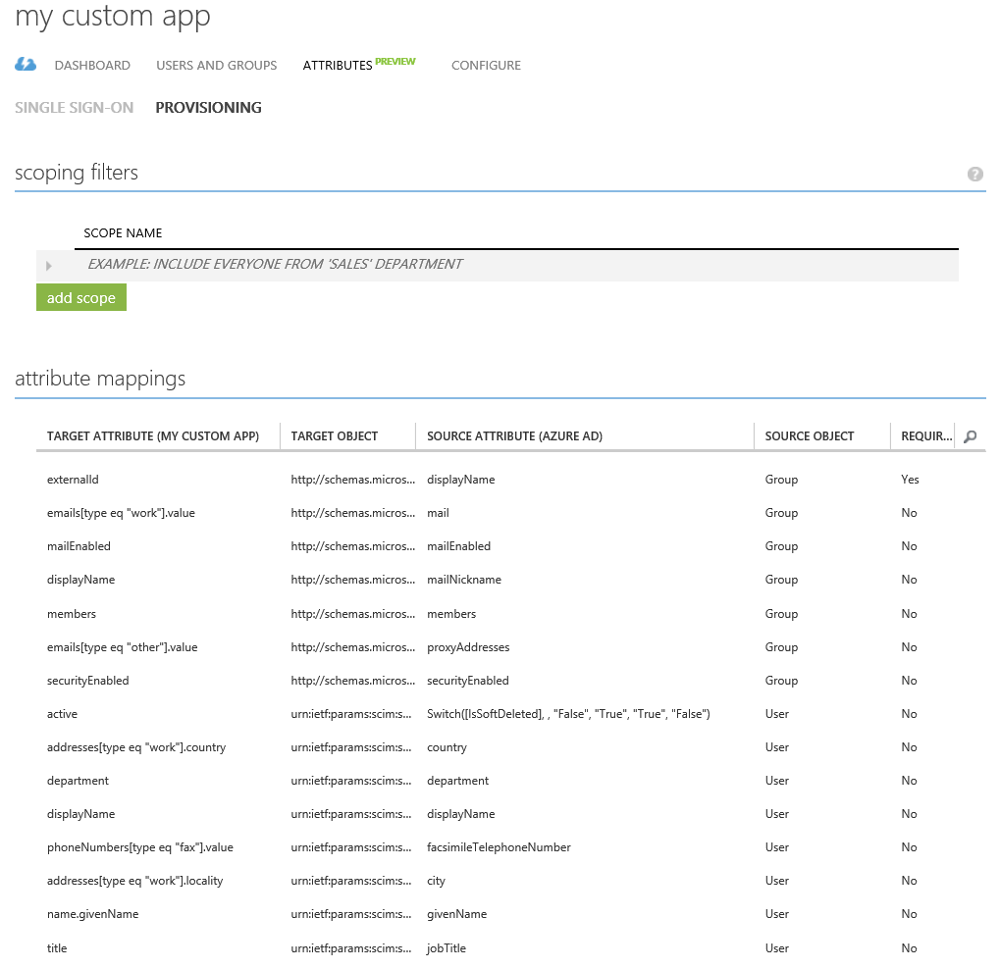 my custom app
DASHBOARD USERS AND GROUPS ATTRIBUTES PREVIEW CONFIGURE
SINGLE SIGN-ON PROVISIONING
scoping filters ?
SCOPE NAME
EXAMPLE: INCLUDE EVERYONE FROM 'SALES' DEPARTMENT
add scope
attribute mappings
TARGET ATTRIBUTE (MY CUSTOM APP) TARGET OBJECT SOURCE ATTRIBUTE (AZURE AD) SOURCE OBJECT REQUIR...
externalId http://schemas.micros... displayName Group Yes
emails[type eq "work"].value http://schemas.micros... mail Group No
mailEnabled http://schemas.micros... mailEnabled Group No
displayName http://schemas.micros... mailNickname Group No
members http://schemas.micros... members Group No
emails[type eq "other"].value http://schemas.micros... proxyAddresses Group No
securityEnabled http://schemas.micros... securityEnabled Group No
active urn:ietf:params:scim:s... Switch([IsSoftDeleted], , "False", "True", "True", "False") User No
addresses[type eq "work"].country urn:ietf:params:scim:s... country User No
department urn:ietf:params:scim:s... department User No
displayName urn:ietf:params:scim:s... displayName User No
phoneNumbers[type eq "fax"].value urn:ietf:params:scim:s... facsimileTelephoneNumber User No
addresses[type eq "work"].locality urn:ietf:params:scim:s... city User No
name.givenName urn:ietf:params:scim:s... givenName User No
title urn:ietf:params:scim:s... jobTitle User No